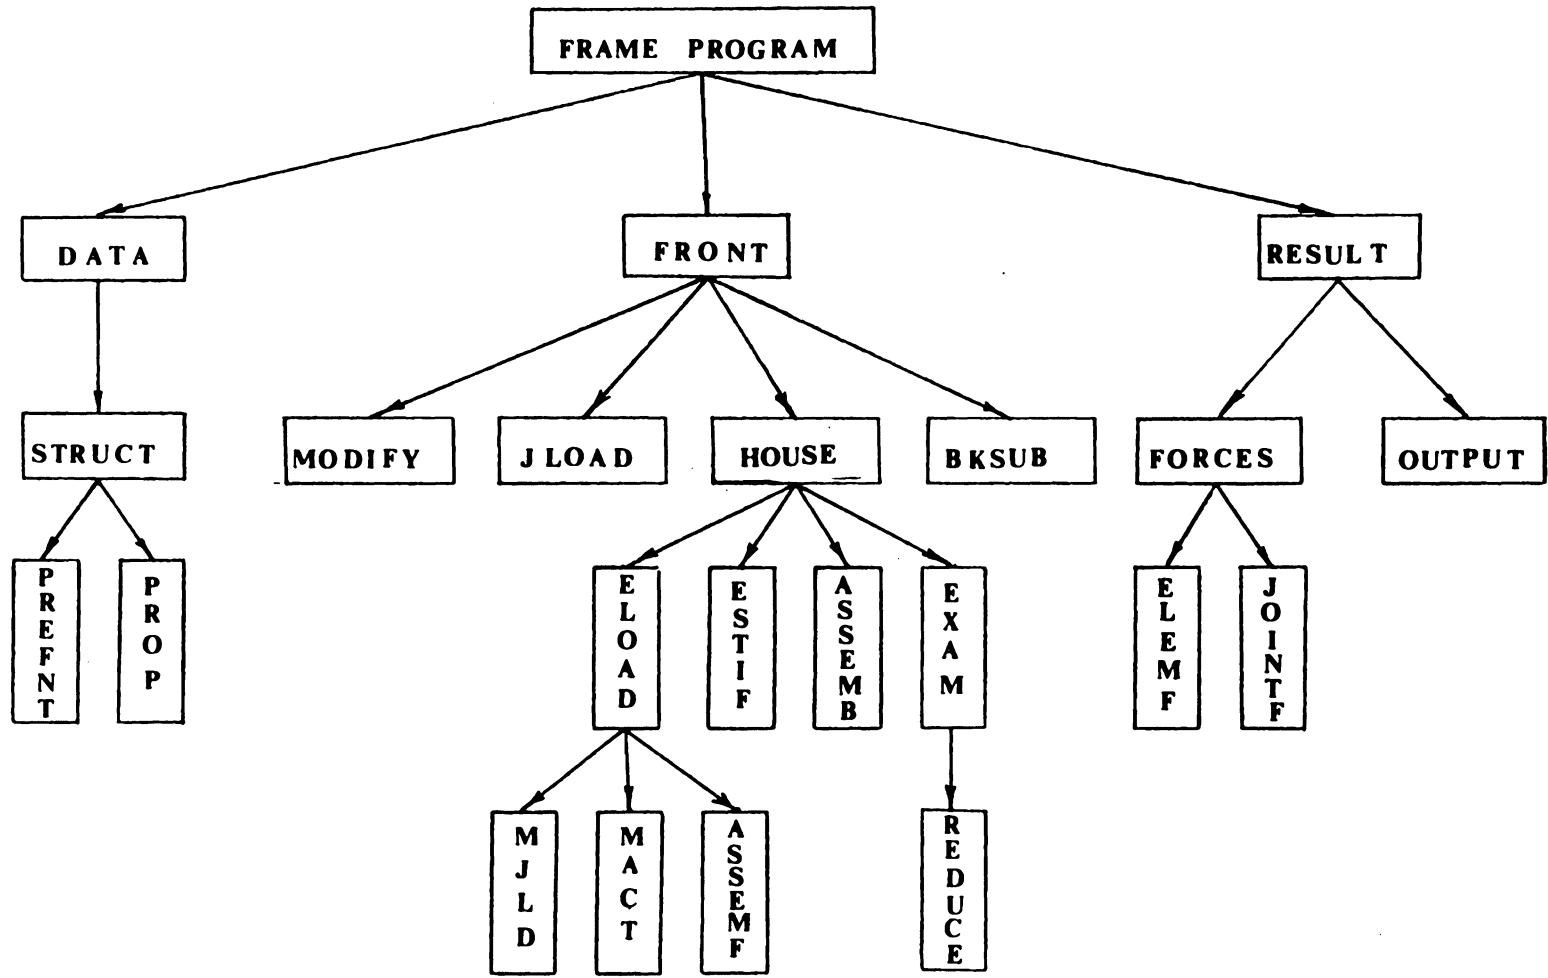 FRAME PROGRAM
DATA
FRONT
RESULT
STRUCT
MODIFY
JLOAD
HOUSE
BKSUB
FORCES
OUTPUT
PREFNT
PROP
ELOAD
ESTIF
ASSEMB
EXAM
ELEMF
JOINTF
MJLD
MACT
ASSEMF
REDUCE